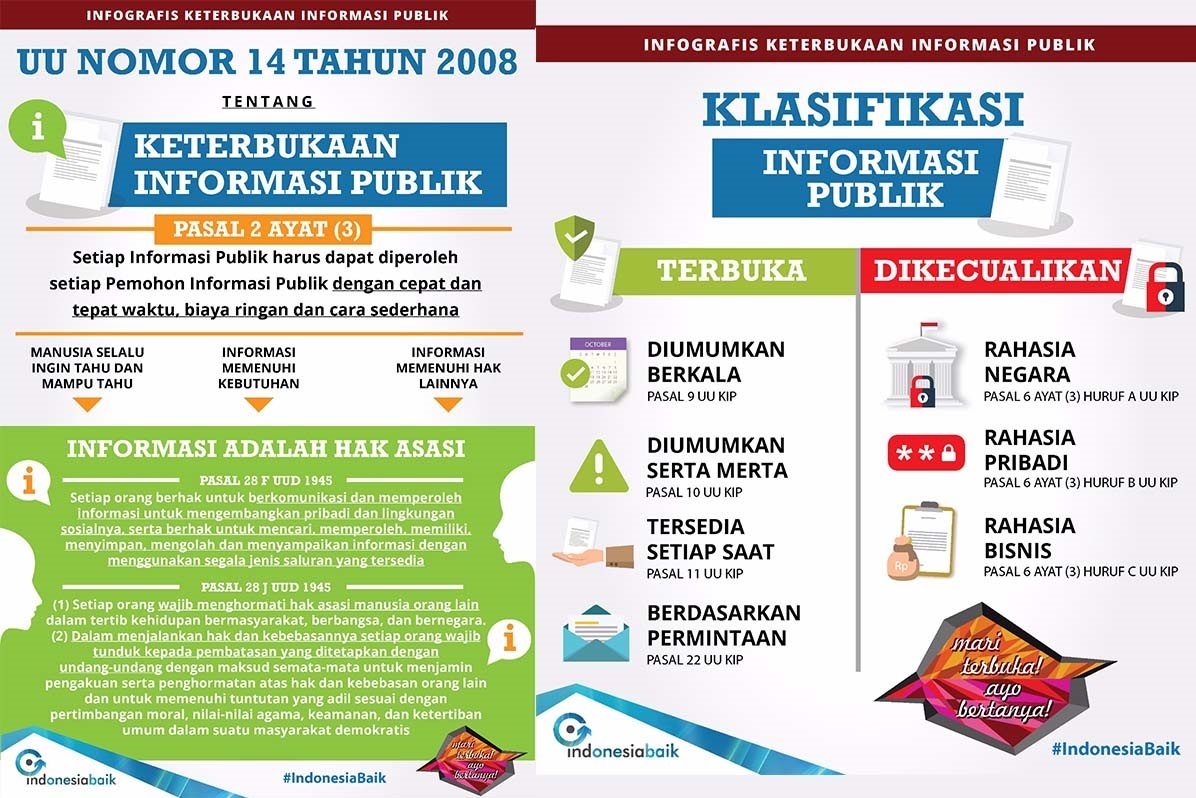 INFOGRAFIS KETERBUKAAN INFORMASI PUBLIK
UU NOMOR 14 TAHUN 2008
TENTANG
i
KETERBUKAAN
INFORMASI PUBLIK
PASAL 2 AYAT (3)
Setiap Informasi Publik harus dapat diperoleh
setiap Pemohon Informasi Publik dengan cepat dan
tepat waktu, biaya ringan dan cara sederhana
MANUSIA SELALU
INGIN TAHU DAN
MAMPU TAHU
INFORMASI
MEMENUHI
KEBUTUHAN
INFORMASI
MEMENUHI HAK
LAINNYA
INFORMASI ADALAH HAK ASASI
i
PASAL 28 F UUD 1945
Setiap orang berhak untuk berkomunikasi dan memperoleh
informasi untuk mengembangkan pribadi dan lingkungan
sosialnya, serta berhak untuk mencari, memperoleh, memiliki,
menyimpan, mengolah dan menyampaikan informasi dengan
menggunakan segala jenis saluran yang tersedia
PASAL 28 J UUD 1945
(1) Setiap orang wajib menghormati hak asasi manusia orang lain
dalam tertib kehidupan bermasyarakat, berbangsa, dan bernegara.
(2) Dalam menjalankan hak dan kebebasannya setiap orang wajib
tunduk kepada pembatasan yang ditetapkan dengan
undang-undang dengan maksud semata-mata untuk menjamin
pengakuan serta penghormatan atas hak dan kebebasan orang lain
dan untuk memenuhi tuntutan yang adil sesuai dengan
pertimbangan moral, nilai-nilai agama, keamanan, dan ketertiban
umum dalam suatu masyarakat demokratis
i
indonesiabaik
#IndonesiaBaik
mari
terbuka!
ayo
bertanya!
INFOGRAFIS KETERBUKAAN INFORMASI PUBLIK
KLASIFIKASI
INFORMASI
PUBLIK
TERBUKA
OCTOBER
DIUMUMKAN
BERKALA
PASAL 9 UU KIP
DIUMUMKAN
SERTA MERTA
PASAL 10 UU KIP
TERSEDIA
SETIAP SAAT
PASAL 11 UU KIP
BERDASARKAN
PERMINTAAN
PASAL 22 UU KIP
DIKECUALIKAN
RAHASIA
NEGARA
PASAL 6 AYAT (3) HURUF A UU KIP
**
RAHASIA
PRIBADI
PASAL 6 AYAT (3) HURUF B UU KIP
Rp
RAHASIA
BISNIS
PASAL 6 AYAT (3) HURUF C UU KIP
mari
terbuka!
ayo
bertanya!
indonesiabaik
#IndonesiaBaik